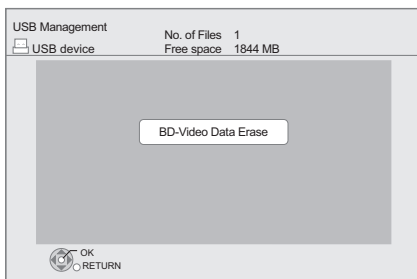 USB Management
No. of Files 1
USB device
Free space 1844 MB
BD-Video Data Erase
OK
RETURN